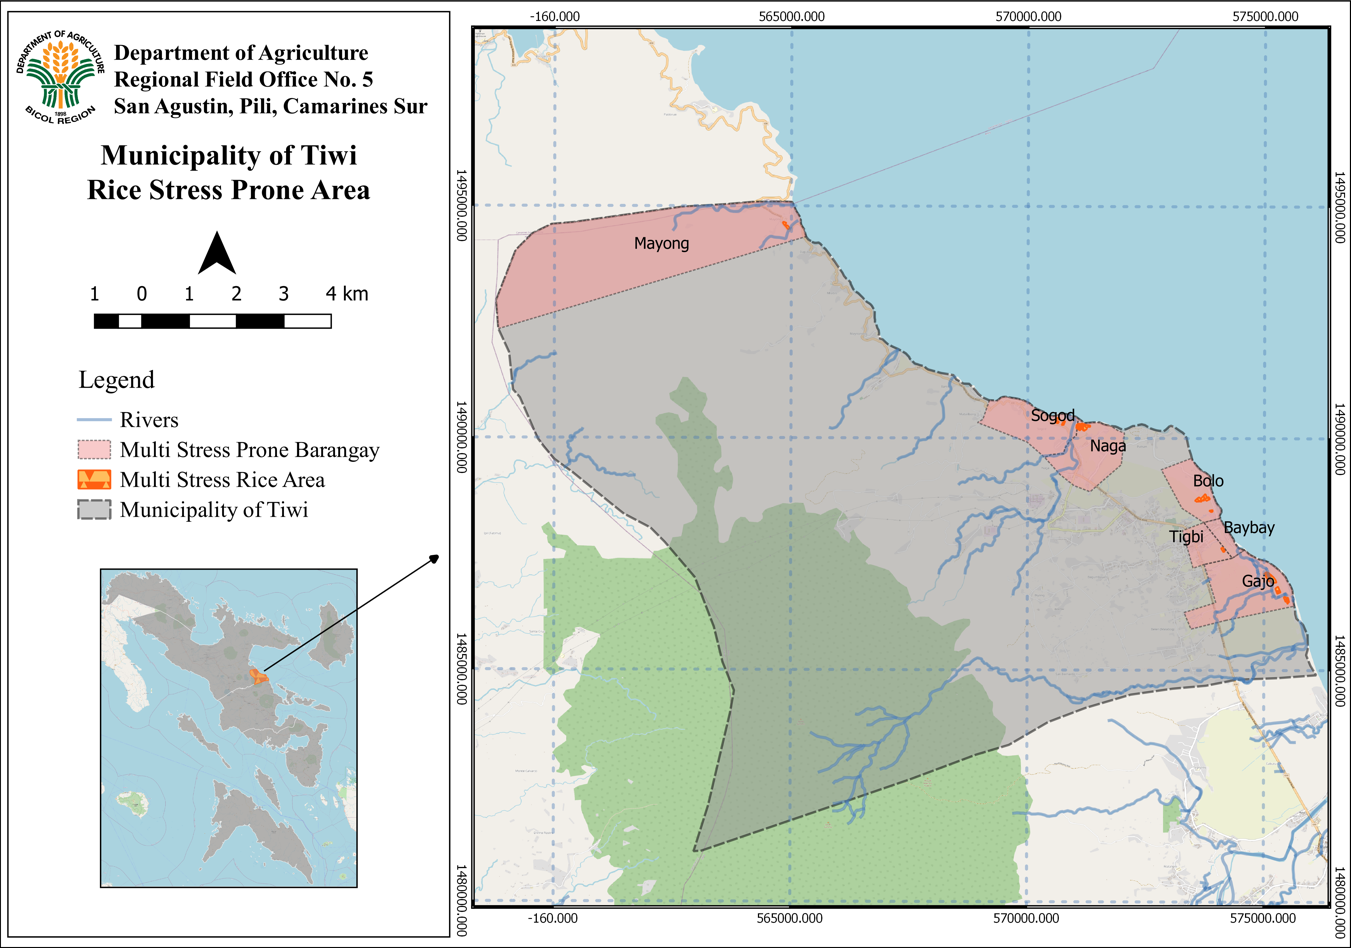 DEPARTMENT OF AGRICULTURE
1898
BICOL REGION
Department of Agriculture
Regional Field Office No. 5
San Agustin, Pili, Camarines Sur
Municipality of Tiwi
Rice Stress Prone Area
1 0 1 2 3 4 km
Legend
Rivers
Multi Stress Prone Barangay
Multi Stress Rice Area
Municipality of Tiwi
-160.000 565000.000 570000.000 575000.000
1495000.000 1495000.000
Mayong
1490000.000 1490000.000
Sogod
Naga
Bolo
Baybay
Tigbi
Gajo
1485000.000 1485000.000
1480000.000 1480000.000
-160.000 565000.000 570000.000 575000.000